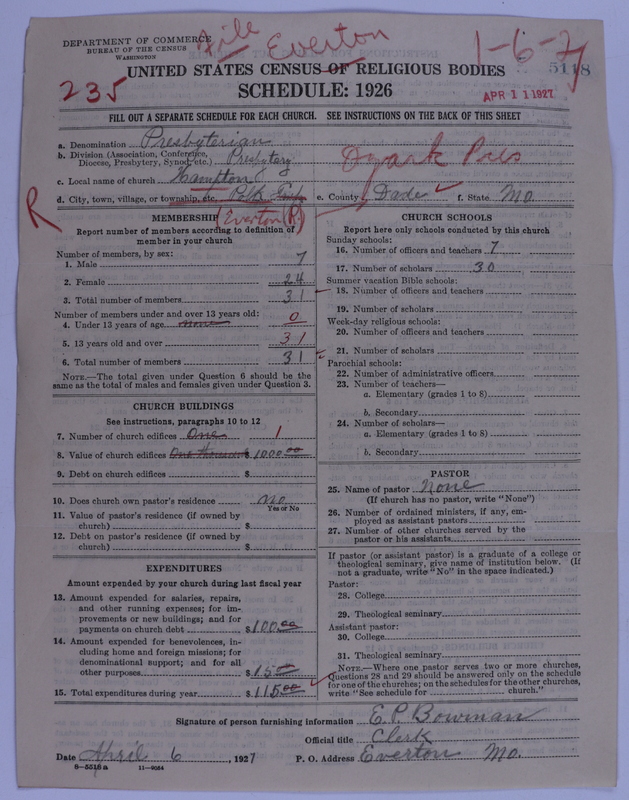 DEPARTMENT OF COMMERCE
BUREAU OF THE CENSUS
WASHINGTON
File Everton
1-6-7
5118
235
UNITED STATES CENSUS OF RELIGIOUS BODIES
SCHEDULE: 1926
APR 11 1927
FILL OUT A SEPARATE SCHEDULE FOR EACH CHURCH. SEE INSTRUCTIONS ON THE BACK OF THIS SHEET
a. Denomination Presbyterian
b. Division (Association, Conference, Diocese, Presbytery, Synod, etc.) Presbytery
Ozark Pres
c. Local name of church Hampton
d. City, town, village, or township, etc. Polk e. County Dade f. State Mo.
R
(Everton (R)
MEMBERSHIP
Report number of members according to definition of
member in your church
Number of members, by sex:
1. Male 7
2. Female 24
3. Total number of members 31
Number of members under and over 13 years old:
4. Under 13 years of age none 0
5. 13 years old and over 31
6. Total number of members 31
NOTE.—The total given under Question 6 should be
same as the total of males and females given under Question 3.
CHURCH BUILDINGS
See instructions, paragraphs 10 to 12
7. Number of church edifices One 1
8. Value of church edifices One thousand $ 1000.00
9. Debt on church edifices $
10. Does church own pastor's residence no
Yes or No
11. Value of pastor's residence (if owned by
church) $
12. Debt on pastor's residence (if owned by
church) $
EXPENDITURES
Amount expended by your church during last fiscal year
13. Amount expended for salaries, repairs,
and other running expenses; for im-
provements or new buildings; and for
payments on church debt $ 100.00
14. Amount expended for benevolences, in-
cluding home and foreign missions; for
denominational support; and for all
other purposes $ 15.00
15. Total expenditures during year $ 115.00
CHURCH SCHOOLS
Report here only schools conducted by this church
Sunday schools:
16. Number of officers and teachers 7
17. Number of scholars 30
Summer vacation Bible schools:
18. Number of officers and teachers
19. Number of scholars
Week-day religious schools:
20. Number of officers and teachers
21. Number of scholars
Parochial schools:
22. Number of administrative officers
23. Number of teachers—
a. Elementary (grades 1 to 8)
b. Secondary
24. Number of scholars—
a. Elementary (grades 1 to 8)
b. Secondary
PASTOR
25. Name of pastor None
(If church has no pastor, write "None")
26. Number of ordained ministers, if any, em-
ployed as assistant pastors
27. Number of other churches served by the
pastor or his assistants
If pastor (or assistant pastor) is a graduate of a college or
theological seminary, give name of institution below. (If
not a graduate, write "No" in the space indicated.)
Pastor:
28. College
29. Theological seminary
Assistant pastor:
30. College
31. Theological seminary
NOTE.—Where one pastor serves two or more churches,
Questions 28 and 29 should be answered only on the schedule
for one of the churches; on the schedules for the other churches,
write "See schedule for church."
Signature of person furnishing information E. P. Bowman
Official title Clerk
Date April 6, 1927 P. O. Address Everton Mo.
8-5518 a 11-9064